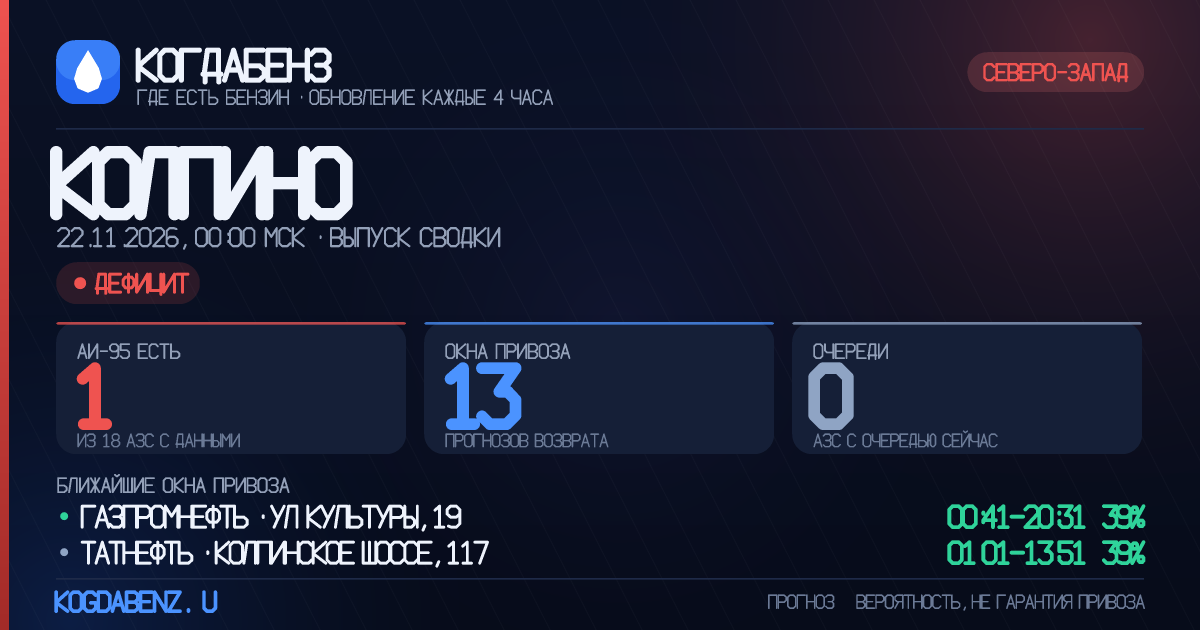 КОГДАБЕНЗ
ГДЕ ЕСТЬ БЕНЗИН · ОБНОВЛЕНИЕ КАЖДЫЕ 4 ЧАСА
СЕВЕРО-ЗАПАД
КОЛПИНО
22.11.2026, 00:00 МСК · ВЫПУСК СВОДКИ
• ДЕФИЦИТ
АИ-95 ЕСТЬ
1
ИЗ 18 АЗС С ДАННЫМИ
ОКНА ПРИВОЗА
13
ПРОГНОЗОВ ВОЗВРАТА
ОЧЕРЕДИ
0
АЗС С ОЧЕРЕДЬЮ СЕЙЧАС
БЛИЖАЙШИЕ ОКНА ПРИВОЗА
• ГАЗПРОМНЕФТЬ · УЛ КУЛЬТУРЫ, 19 00:41-20:31 39%
• ТАТНЕФТЬ · КОЛПИНСКОЕ ШОССЕ, 117 01:01-13:51 39%
KOGDABENZ. U
ПРОГНОЗ ВЕРОЯТНОСТЬ, НЕ ГАРАНТИЯ ПРИВОЗА